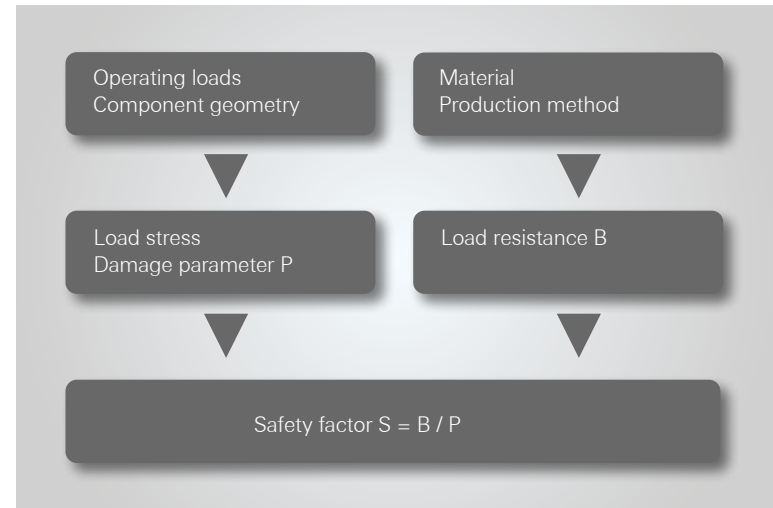 Operating loads
Component geometry
Material
Production method
Load stress
Damage parameter P
Load resistance B
Safety factor S = B / P